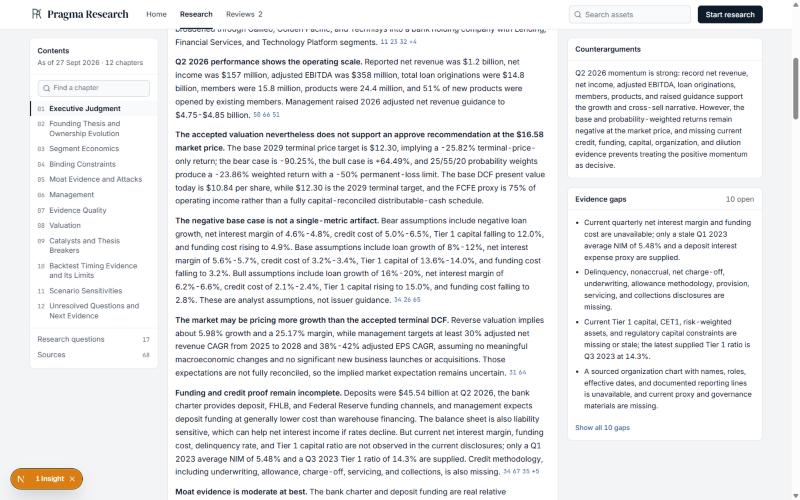 Pragma Research
Home
Research
Reviews 2
Search assets
Start research
Contents
As of 27 Sep 2026 · 12 chapters
Find a chapter
01 Executive Judgment
02 Founding Thesis and
Ownership Evolution
03 Segment Economics
04 Binding Constraints
05 Moat Evidence and Attacks
06 Management
07 Evidence Quality
08 Valuation
09 Catalysts and Thesis
Breakers
10 Backtest Timing Evidence
and Its Limits
11 Scenario Sensitivities
12 Unresolved Questions and
Next Evidence
Research questions 17
Sources 68
broadened through Galileo, Golden Pacific, and Technisys into a bank holding company with Lending,
Financial Services, and Technology Platform segments. 11 23 32 +4
Q2 2026 performance shows the operating scale. Reported net revenue was $1.2 billion, net
income was $157 million, adjusted EBITDA was $358 million, total loan originations were $14.8
billion, members were 15.8 million, products were 24.4 million, and 51% of new products were
opened by existing members. Management raised 2026 adjusted net revenue guidance to
$4.75-$4.85 billion. 50 66 51
The accepted valuation nevertheless does not support an approve recommendation at the $16.58
market price. The base 2029 terminal price target is $12.30, implying a -25.82% terminal-price-
only return; the bear case is -90.25%, the bull case is +64.49%, and 25/55/20 probability weights
produce a -23.86% weighted return with a -50% permanent-loss limit. The base DCF present value
today is $10.84 per share, while $12.30 is the 2029 terminal target, and the FCFE proxy is 75% of
operating income rather than a fully capital-reconciled distributable-cash schedule.
The negative base case is not a single-metric artifact. Bear assumptions include negative loan
growth, net interest margin of 4.6%-4.8%, credit cost of 5.0%-6.5%, Tier 1 capital falling to 12.0%,
and funding cost rising to 4.9%. Base assumptions include loan growth of 8%-12%, net interest
margin of 5.6%-5.7%, credit cost of 3.2%-3.4%, Tier 1 capital of 13.6%-14.0%, and funding cost
falling to 3.2%. Bull assumptions include loan growth of 16%-20%, net interest margin of
6.2%-6.6%, credit cost of 2.1%-2.4%, Tier 1 capital rising to 15.0%, and funding cost falling to
2.8%. These are analyst assumptions, not issuer guidance. 34 26 65
The market may be pricing more growth than the accepted terminal DCF. Reverse valuation implies
about 5.98% growth and a 25.17% margin, while management targets at least 30% adjusted net
revenue CAGR from 2025 to 2028 and 38%-42% adjusted EPS CAGR, assuming no meaningful
macroeconomic changes and no significant new business launches or acquisitions. Those
expectations are not fully reconciled, so the implied market expectation remains uncertain. 31 64
Funding and credit proof remain incomplete. Deposits were $45.54 billion at Q2 2026, the bank
charter provides deposit, FHLB, and Federal Reserve funding channels, and management expects
deposit funding at generally lower cost than warehouse financing. The balance sheet is also liability
sensitive, which can help net interest income if rates decline. But current net interest margin, funding
cost, delinquency rate, and Tier 1 capital ratio are not observed in the current disclosures; only a Q1
2023 average NIM of 5.48% and a Q3 2023 Tier 1 ratio of 14.3% are supplied. Credit methodology,
including underwriting, allowance, charge-off, servicing, and collections, is also missing. 34 67 35 +5
Moat evidence is moderate at best. The bank charter and deposit funding are real relative
Counterarguments
Q2 2026 momentum is strong: record net revenue,
net income, adjusted EBITDA, loan originations,
members, products, and raised guidance support
the growth and cross-sell narrative. However, the
base and probability-weighted returns remain
negative at the market price, and missing current
credit, funding, capital, organization, and dilution
evidence prevents treating the positive momentum
as decisive.
Evidence gaps 10 open
• Current quarterly net interest margin and funding
cost are unavailable; only a stale Q1 2023
average NIM of 5.48% and a deposit interest
expense proxy are supplied.
• Delinquency, nonaccrual, net charge-off,
underwriting, allowance methodology, provision,
servicing, and collections disclosures are
missing.
• Current Tier 1 capital, CET1, risk-weighted
assets, and regulatory capital constraints are
missing or stale; the latest supplied Tier 1 ratio is
Q3 2023 at 14.3%.
• A sourced organization chart with names, roles,
effective dates, and documented reporting lines
is unavailable, and current proxy and governance
materials are missing.
Show all 10 gaps
N 1 Insight ×